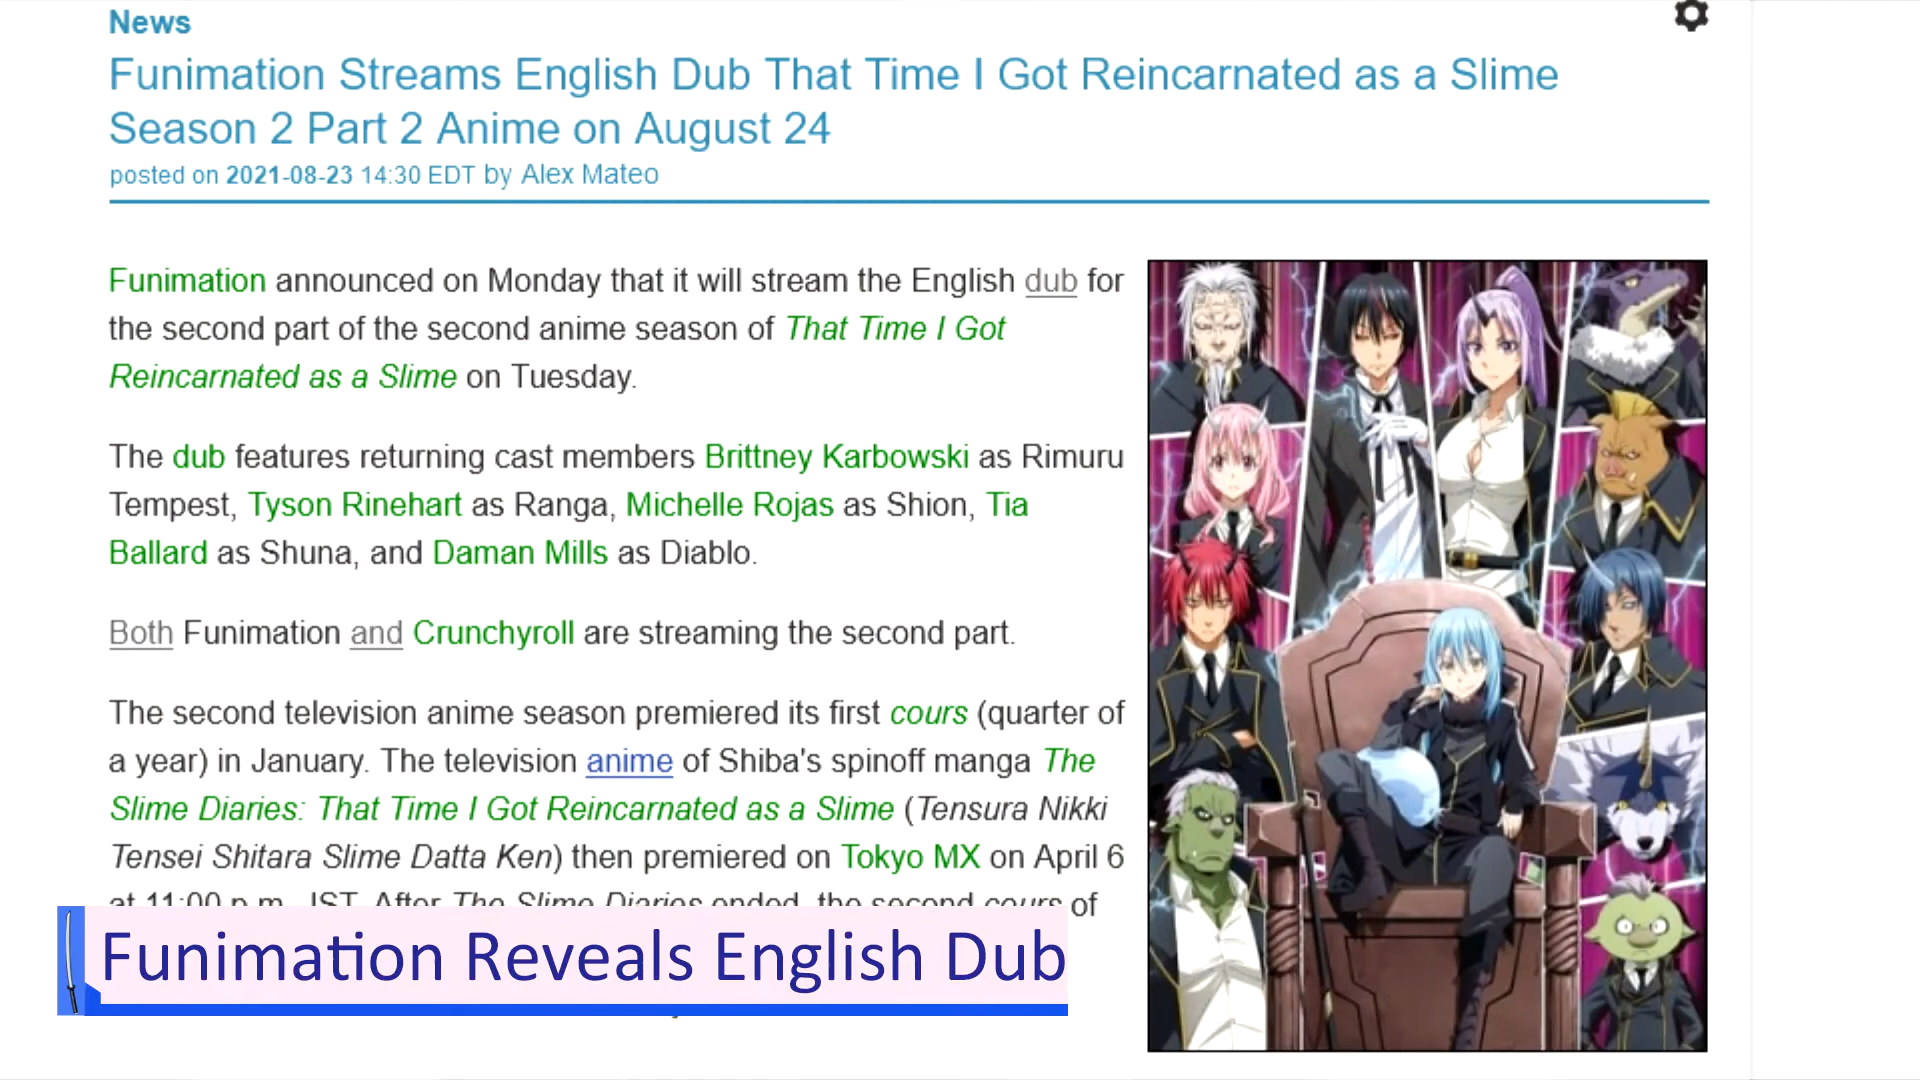 News
Funimation Streams English Dub That Time I Got Reincarnated as a Slime
Season 2 Part 2 Anime on August 24
posted on 2021-08-23 14:30 EDT by Alex Mateo
Funimation announced on Monday that it will stream the English dub for
the second part of the second anime season of That Time I Got
Reincarnated as a Slime on Tuesday.
The dub features returning cast members Brittney Karbowski as Rimuru
Tempest, Tyson Rinehart as Ranga, Michelle Rojas as Shion, Tia
Ballard as Shuna, and Daman Mills as Diablo.
Both Funimation and Crunchyroll are streaming the second part.
The second television anime season premiered its first cours (quarter of
a year) in January. The television anime of Shiba's spinoff manga The
Slime Diaries: That Time I Got Reincarnated as a Slime (Tensura Nikki
Tensei Shitara Slime Datta Ken) then premiered on Tokyo MX on April 6
at 11:00 p.m. JST. After The Slime Diaries ended, the second cours of
Funimation Reveals English Dub